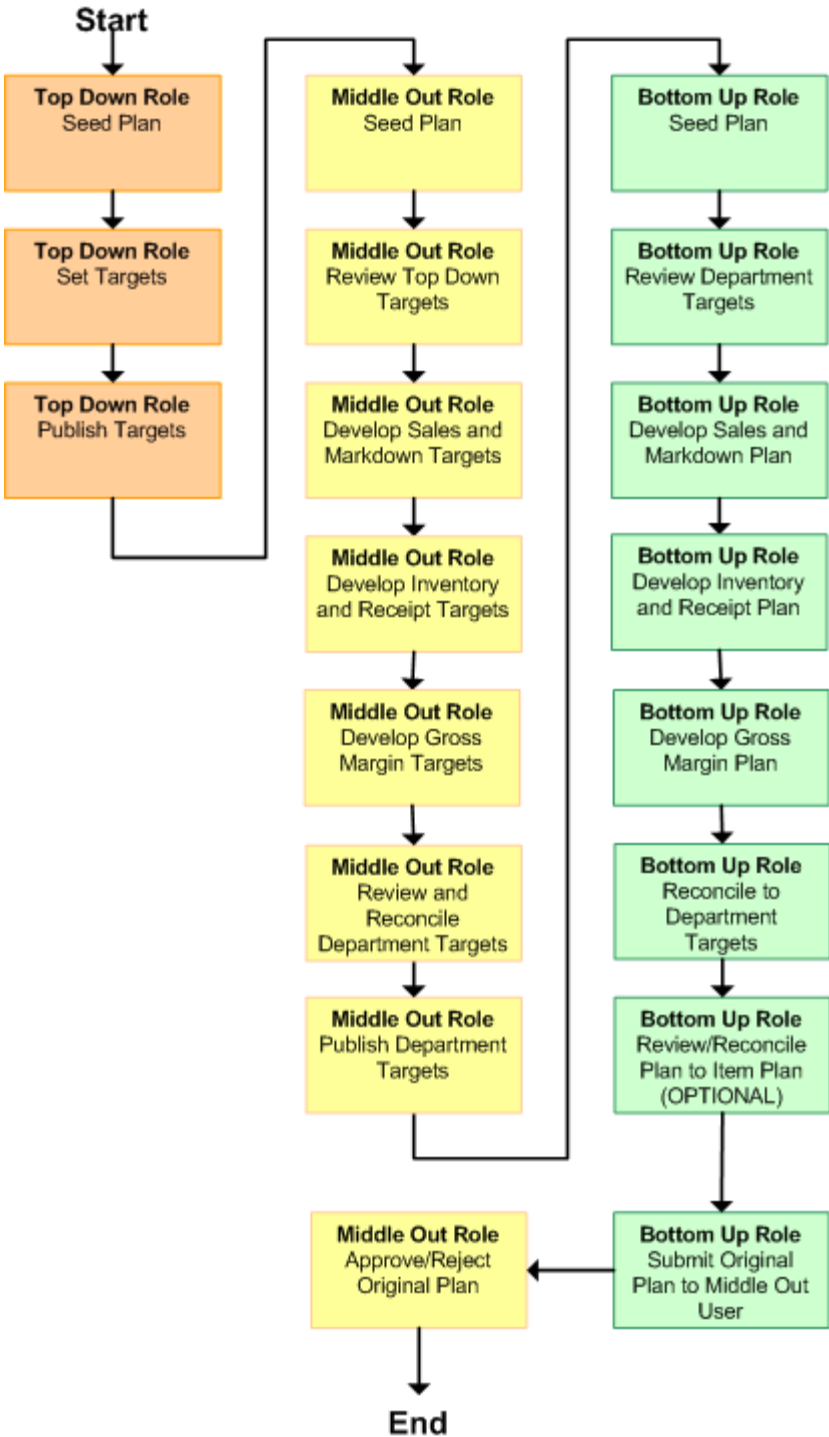 Start
Top Down Role
Seed Plan
Top Down Role
Set Targets
Top Down Role
Publish Targets
Middle Out Role
Seed Plan
Middle Out Role
Review Top Down
Targets
Middle Out Role
Develop Sales and
Markdown Targets
Middle Out Role
Develop Inventory
and Receipt Targets
Middle Out Role
Develop Gross
Margin Targets
Middle Out Role
Review and
Reconcile
Department Targets
Middle Out Role
Publish Department
Targets
Bottom Up Role
Seed Plan
Bottom Up Role
Review Department
Targets
Bottom Up Role
Develop Sales and
Markdown Plan
Bottom Up Role
Develop Inventory
and Receipt Plan
Bottom Up Role
Develop Gross
Margin Plan
Bottom Up Role
Reconcile to
Department
Targets
Bottom Up Role
Review/Reconcile
Plan to Item Plan
(OPTIONAL)
Bottom Up Role
Submit Original
Plan to Middle Out
User
Middle Out Role
Approve/Reject
Original Plan
End